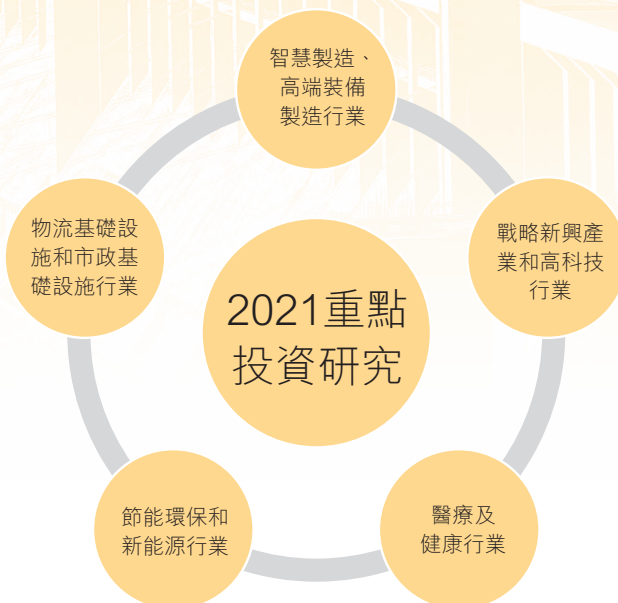 智慧製造、
高端裝備
製造行業
物流基礎設
施和市政基
礎設施行業
戰略新興產
業和高科技
行業
2021重點
投資研究
節能環保和
新能源行業
醫療及
健康行業